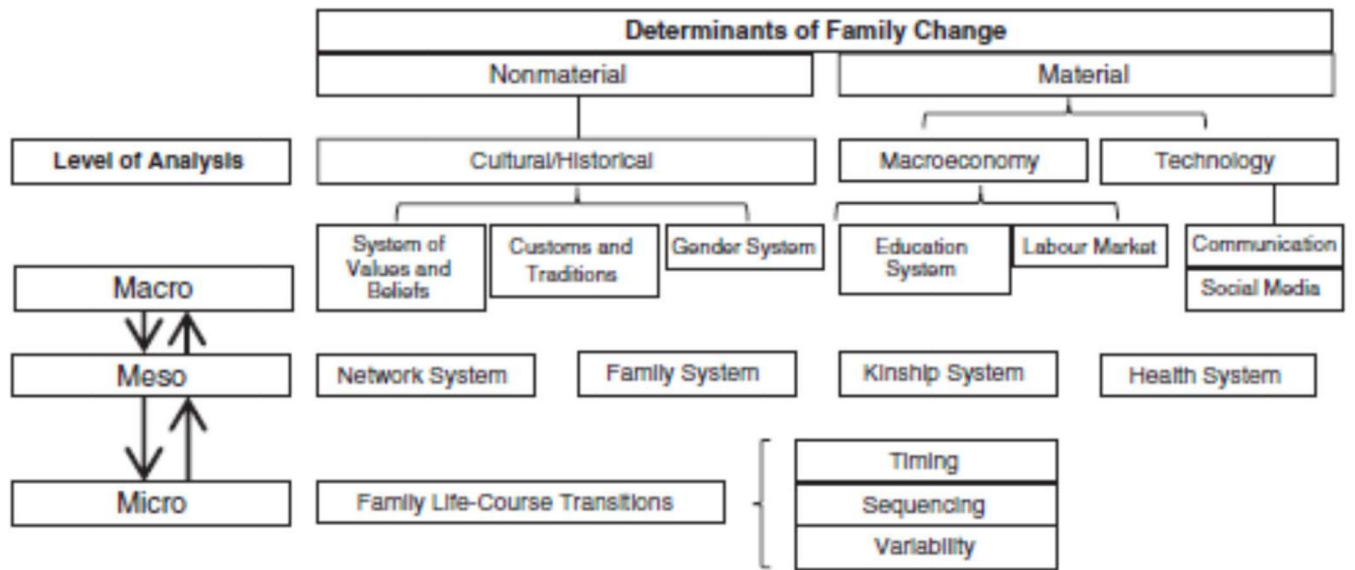 Determinants of Family Change
Nonmaterial
Material
Level of Analysis
Cultural/Historical
Macroeconomy
Technology
System of
Values and
Beliefs
Customs and
Traditions
Gender System
Education
System
Labour Market
Communication
Social Media
Macro
Meso
Network System
Family System
Kinship System
Health System
Micro
Family Life-Course Transitions
Timing
Sequencing
Variability